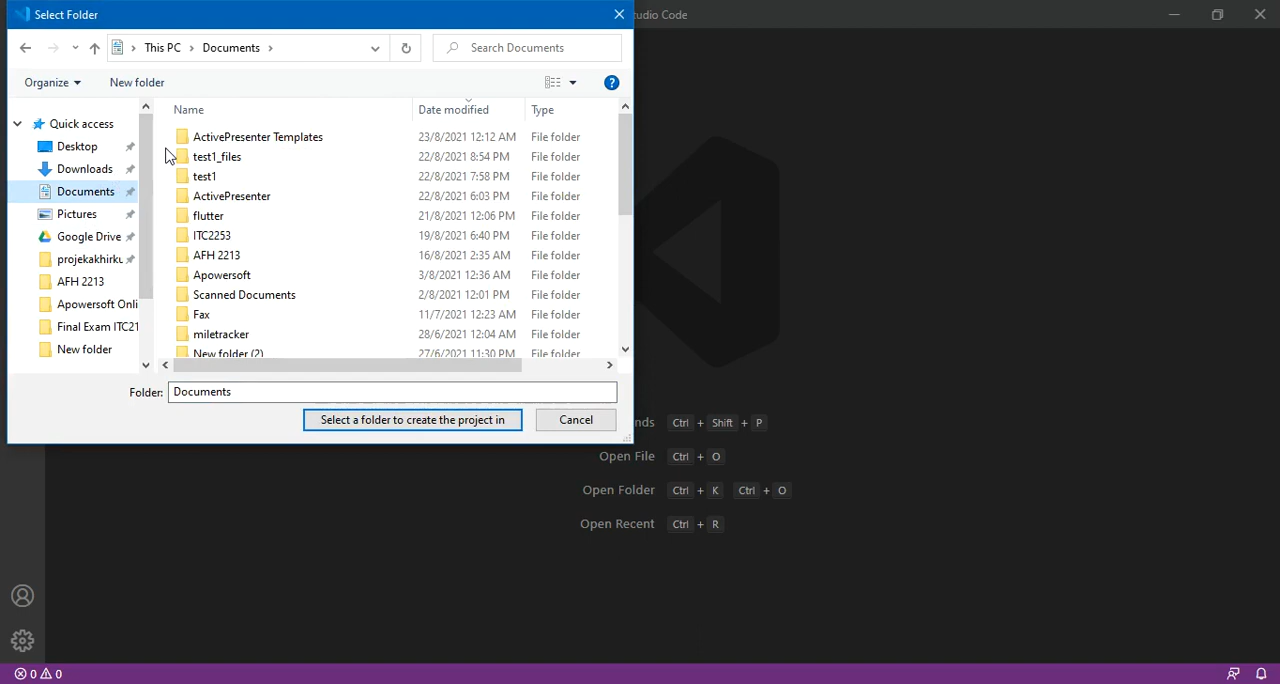 Select Folder
tudio Code
This PC > Documents >
Search Documents
Organize
New folder
Name Date modified Type
Quick access
Desktop
Downloads
Documents
Pictures
Google Drive
projekakhirku
AFH 2213
Apowersoft Onli
Final Exam ITC21
New folder
ActivePresenter Templates 23/8/2021 12:12 AM File folder
test1_files 22/8/2021 8:54 PM File folder
test1 22/8/2021 7:58 PM File folder
ActivePresenter 22/8/2021 6:03 PM File folder
flutter 21/8/2021 12:06 PM File folder
ITC2253 19/8/2021 6:40 PM File folder
AFH 2213 16/8/2021 2:35 AM File folder
Apowersoft 3/8/2021 12:36 AM File folder
Scanned Documents 2/8/2021 12:01 PM File folder
Fax 11/7/2021 12:23 AM File folder
miletracker 28/6/2021 12:04 AM File folder
New folder (2) 27/6/2021 11:30 PM File folder
Folder: Documents
Select a folder to create the project in
Cancel
nds Ctrl + Shift + P
Open File Ctrl + O
Open Folder Ctrl + K Ctrl + O
Open Recent Ctrl + R
0 0